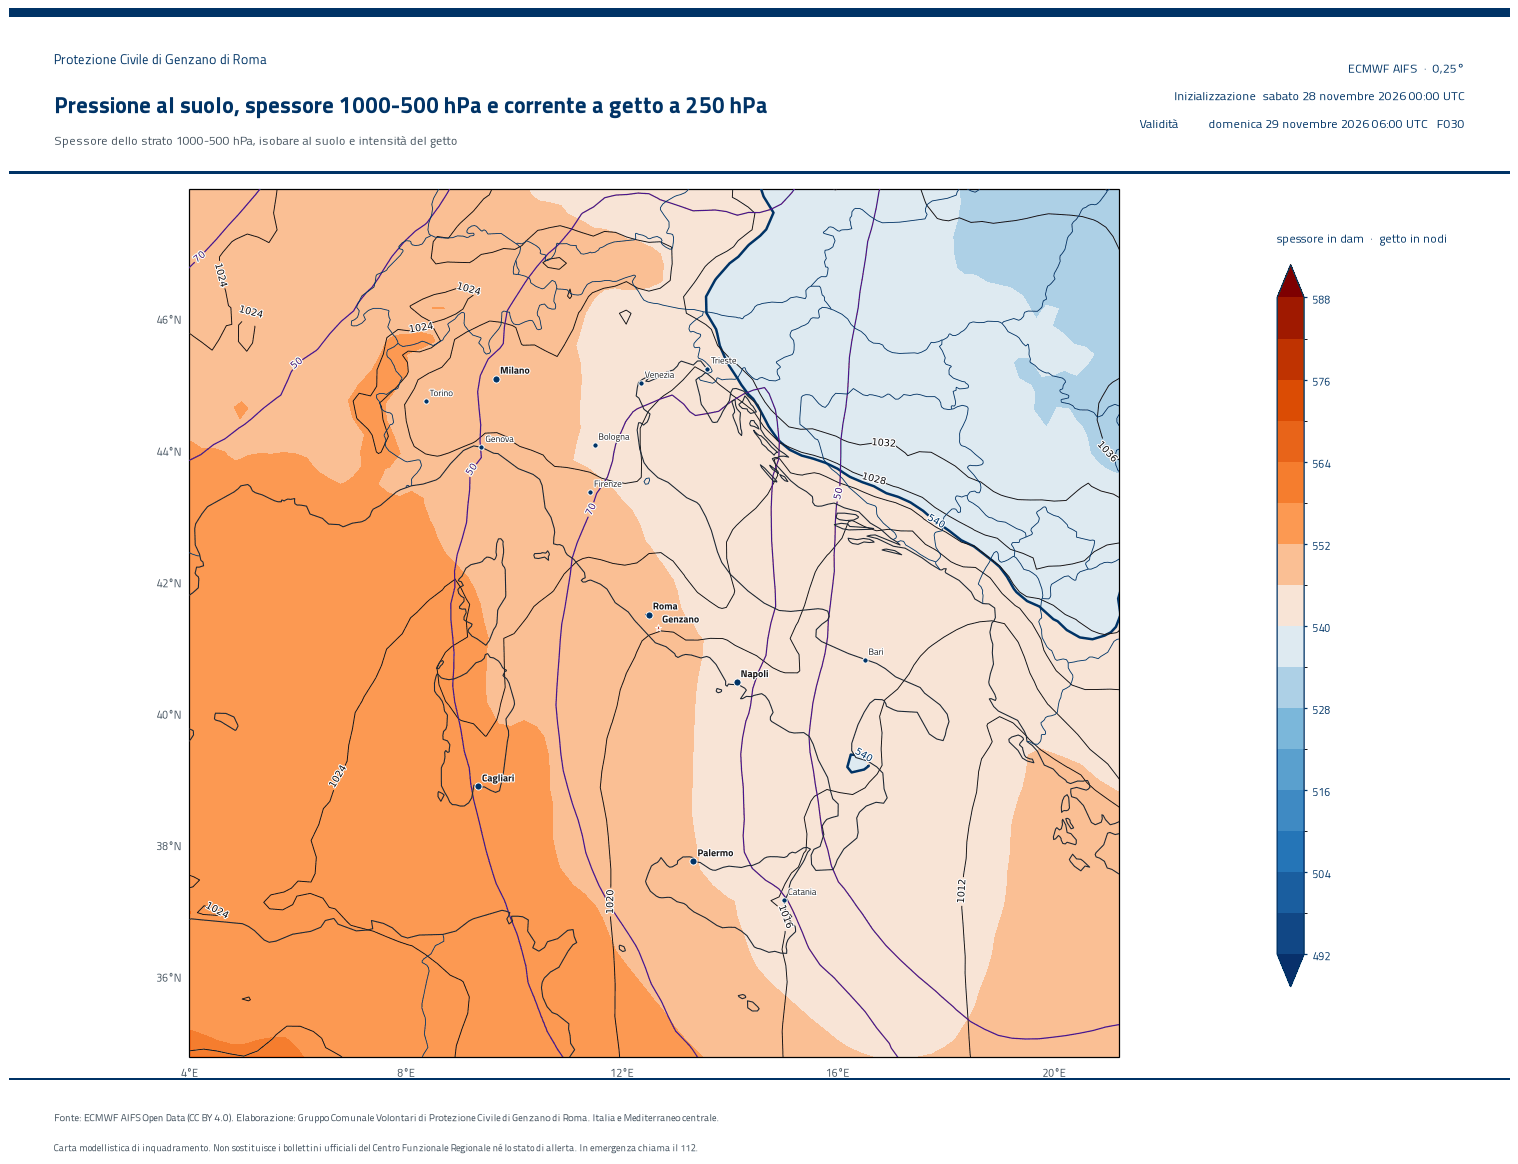 Protezione Civile di Genzano di Roma
Pressione al suolo, spessore 1000-500 hPa e corrente a getto a 250 hPa
Spessore dello strato 1000-500 hPa, isobare al suolo e intensità del getto
ECMWF AIFS · 0,25°
Inizializzazione sabato 28 novembre 2026 00:00 UTC
Validità domenica 29 novembre 2026 06:00 UTC F030
spessore in dam · getto in nodi
588
576
564
552
540
528
516
504
492
46°N
44°N
42°N
40°N
38°N
36°N
4°E
8°E
12°E
16°E
20°E
70
1024
1024
1024
1024
50
Milano
Torino
Genova
Venezia
Trieste
Bologna
Firenze
50
70
50
1032
1028
1036
540
Roma
Genzano
Napoli
Bari
540
1024
Cagliari
Palermo
Catania
1024
1020
1016
1012
Fonte: ECMWF AIFS Open Data (CC BY 4.0). Elaborazione: Gruppo Comunale Volontari di Protezione Civile di Genzano di Roma. Italia e Mediterraneo centrale.
Carta modellistica di inquadramento. Non sostituisce i bollettini ufficiali del Centro Funzionale Regionale né lo stato di allerta. In emergenza chiama il 112.